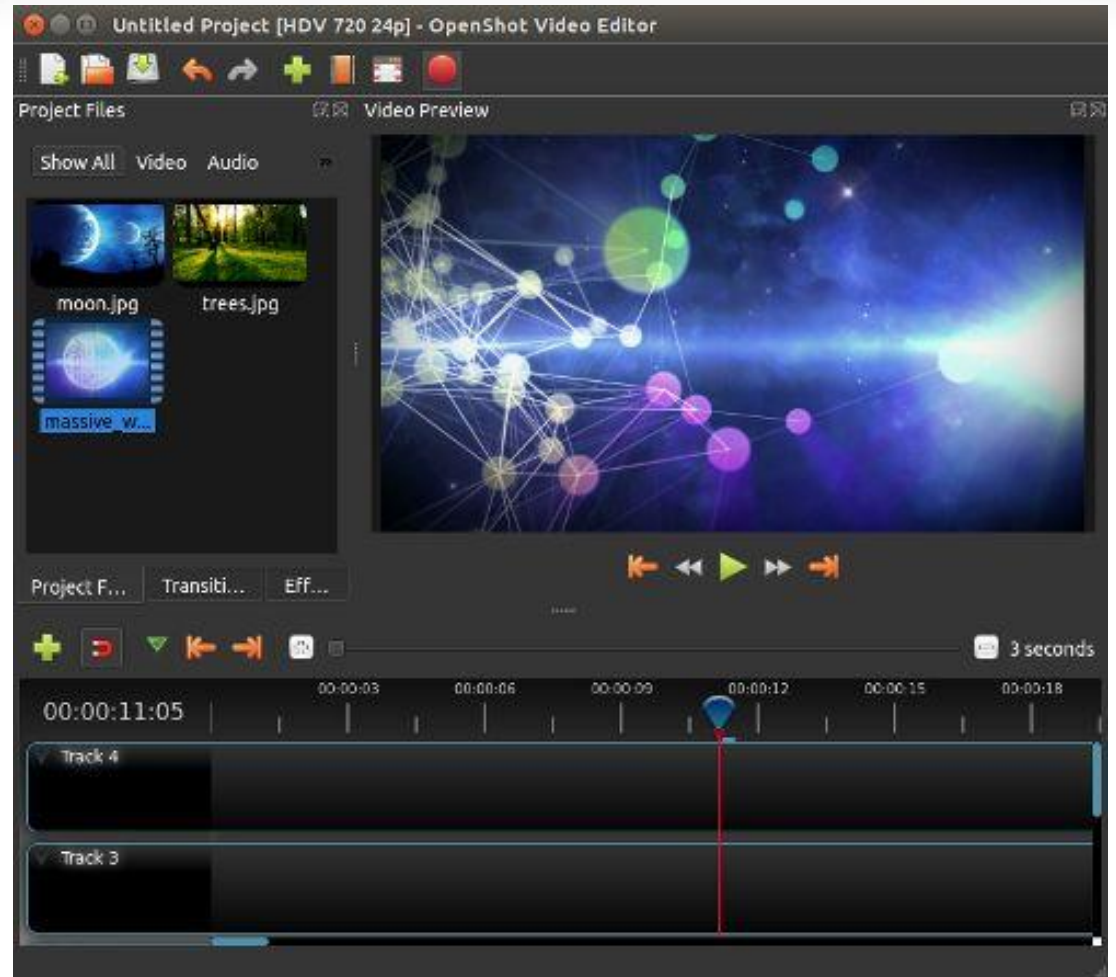 Untitled Project [HDV 720 24p] - OpenShot Video Editor
Project Files
Video Preview
Show All Video Audio »
moon.jpg trees.jpg
massive_w...
Project F... Transiti... Eff...
3 seconds
00:00:03 00:00:06 00:00:09 00:00:12 00:00:15 00:00:18
00:00:11:05
Track 4
Track 3